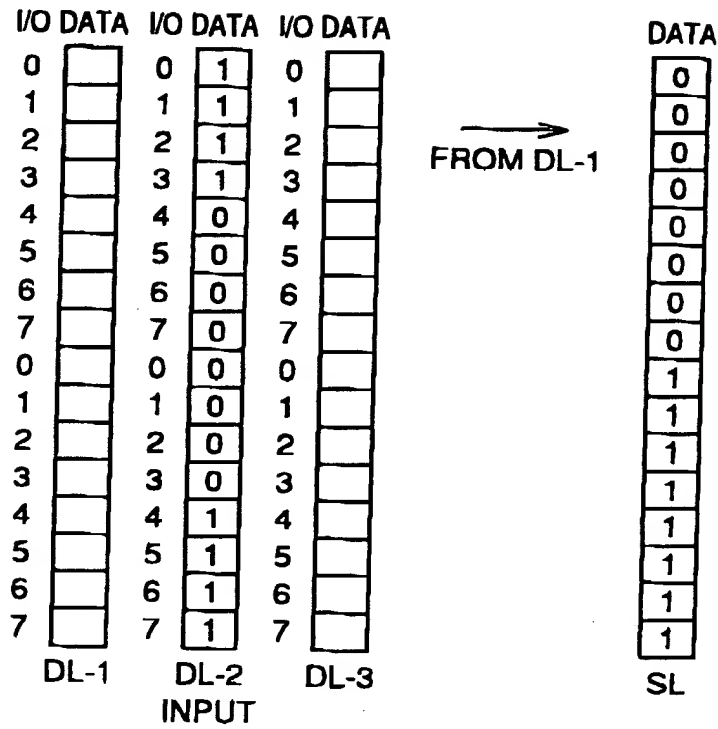 I/O DATA I/O DATA I/O DATA DATA
0 0 1 0 0
1 1 1 1 0
2 2 1 2 0
3 3 1 3 0
FROM DL-1
4 4 0 4 0
5 5 0 5 0
6 6 0 6 0
7 7 0 7 0
0 0 0 0 1
1 1 0 1 1
2 2 0 2 1
3 3 0 3 1
4 4 1 4 1
5 5 1 5 1
6 6 1 6 1
7 7 1 7 1
DL-1 DL-2 DL-3 SL
INPUT